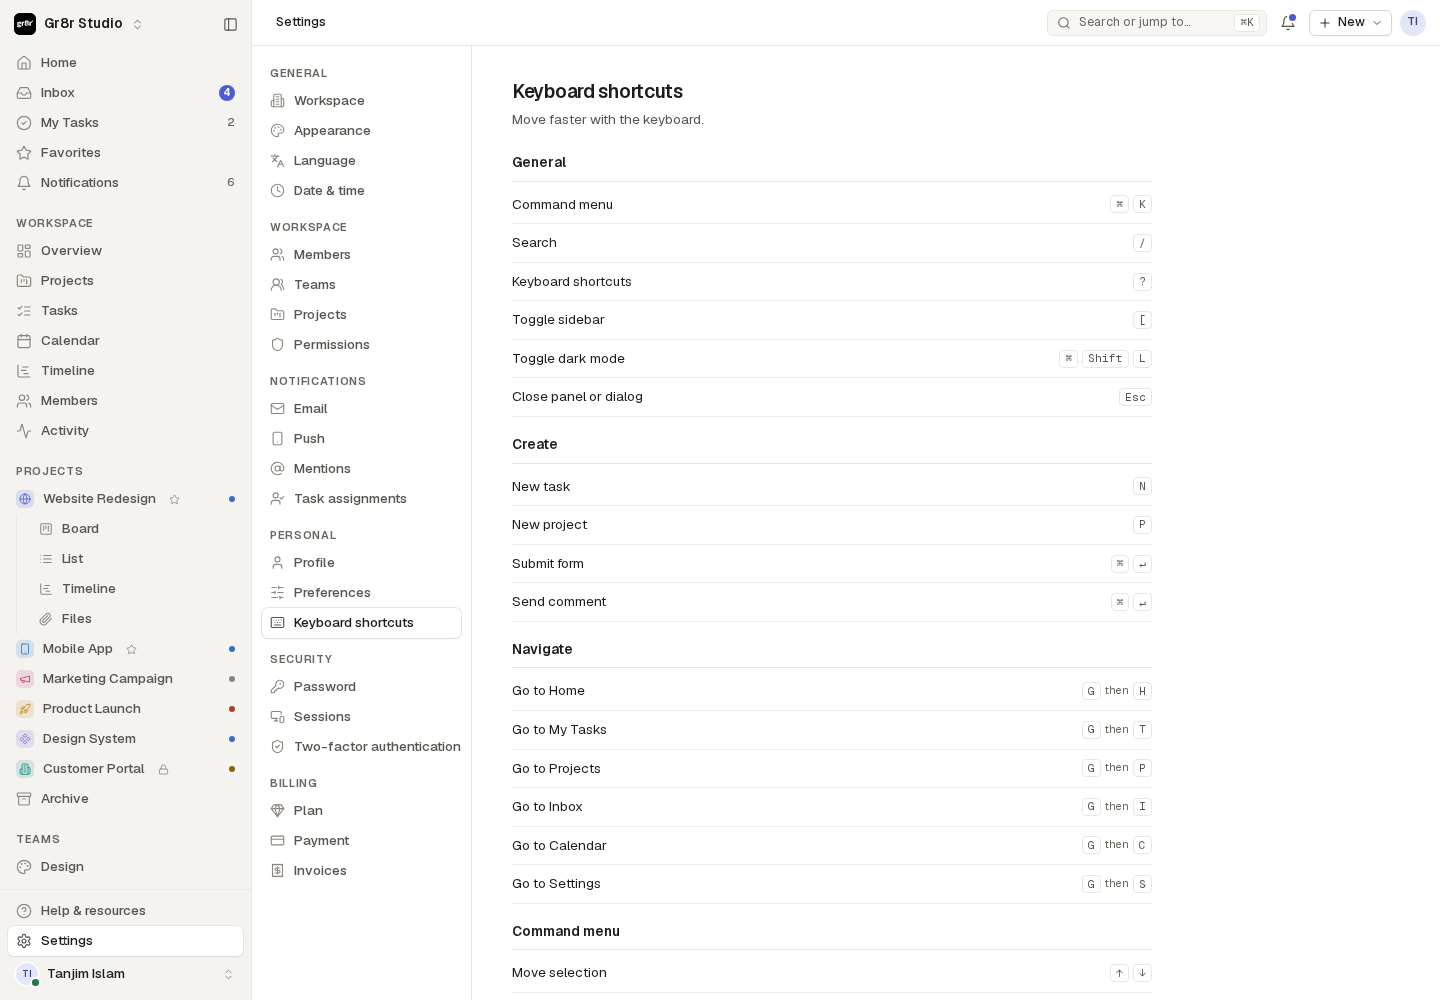 gr8r
Gr8r Studio
Settings
Search or jump to...
⌘K
New
TI
Home
Inbox
4
My Tasks
2
Favorites
Notifications
6
WORKSPACE
Overview
Projects
Tasks
Calendar
Timeline
Members
Activity
PROJECTS
Website Redesign
Board
List
Timeline
Files
Mobile App
Marketing Campaign
Product Launch
Design System
Customer Portal
Archive
TEAMS
Design
Help & resources
Settings
TI
Tanjim Islam
GENERAL
Workspace
Appearance
Language
Date & time
WORKSPACE
Members
Teams
Projects
Permissions
NOTIFICATIONS
Email
Push
Mentions
Task assignments
PERSONAL
Profile
Preferences
Keyboard shortcuts
SECURITY
Password
Sessions
Two-factor authentication
BILLING
Plan
Payment
Invoices
Keyboard shortcuts
Move faster with the keyboard.
General
Command menu ⌘ K
Search /
Keyboard shortcuts ?
Toggle sidebar [
Toggle dark mode ⌘ Shift L
Close panel or dialog Esc
Create
New task N
New project P
Submit form ⌘ ↵
Send comment ⌘ ↵
Navigate
Go to Home G then H
Go to My Tasks G then T
Go to Projects G then P
Go to Inbox G then I
Go to Calendar G then C
Go to Settings G then S
Command menu
Move selection ↑ ↓